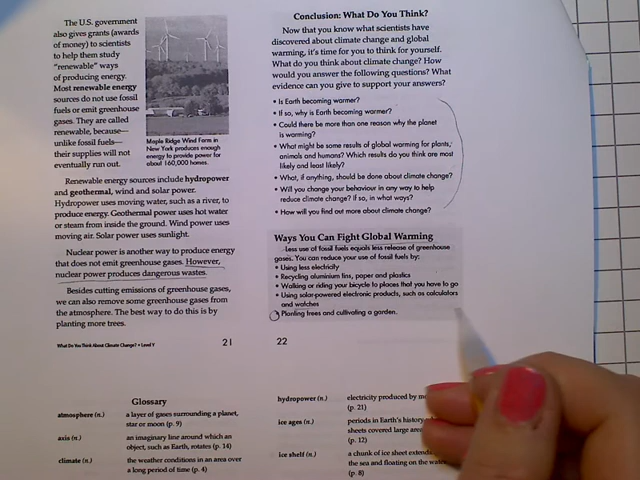 The U.S. government
also gives grants (awards
of money) to scientists
to help them study
"renewable" ways
of producing energy.
Most renewable energy
sources do not use fossil
fuels or emit greenhouse
gases. They are called
renewable, because—
unlike fossil fuels—
their supplies will not
eventually run out.
Maple Ridge Wind Farm in
New York produces enough
energy to provide power for
about 160,000 homes.
Renewable energy sources include hydropower
and geothermal, wind and solar power.
Hydropower uses moving water, such as a river, to
produce energy. Geothermal power uses hot water
or steam from inside the ground. Wind power uses
moving air. Solar power uses sunlight.
Nuclear power is another way to produce energy
that does not emit greenhouse gases. However,
nuclear power produces dangerous wastes.
Besides cutting emissions of greenhouse gases, we
can also remove some greenhouse gases from
the atmosphere. The best way to do this is by
planting more trees.
What Do You Think About Climate Change? • Level V
21
Conclusion: What Do You Think?
Now that you know what scientists have
discovered about climate change and global
warming, it's time for you to think for yourself.
What do you think about climate change? How
would you answer the following questions? What
evidence can you give to support your answers?
• Is Earth becoming warmer?
• If so, why is Earth becoming warmer?
• Could there be more than one reason why the planet
is warming?
• What might be some results of global warming for plants,
animals and humans? Which results do you think are most
likely and least likely?
• What, if anything, should be done about climate change?
• Will you change your behaviour in any way to help
reduce climate change? If so, in what ways?
• How will you find out more about climate change?
Ways You Can Fight Global Warming
Less use of fossil fuels equals less release of greenhouse
gases. You can reduce your use of fossil fuels by:
• Using less electricity
• Recycling aluminium tins, paper and plastics
• Walking or riding your bicycle to places that you have to go
• Using solar-powered electronic products, such as calculators
and watches
• Planting trees and cultivating a garden.
22
Glossary
atmosphere (n.) a layer of gases surrounding a planet,
star or moon (p. 9)
axis (n.) an imaginary line around which an
object, such as Earth, rotates (p. 14)
climate (n.) the weather conditions in an area over
a long period of time (p. 4)
hydropower (n.) electricity produced by
(p. 21)
ice ages (n.) periods in Earth's history
sheets covered large
(p. 12)
ice shelf (n.) a chunk of ice sheet
the sea and floating on the
(p. 8)